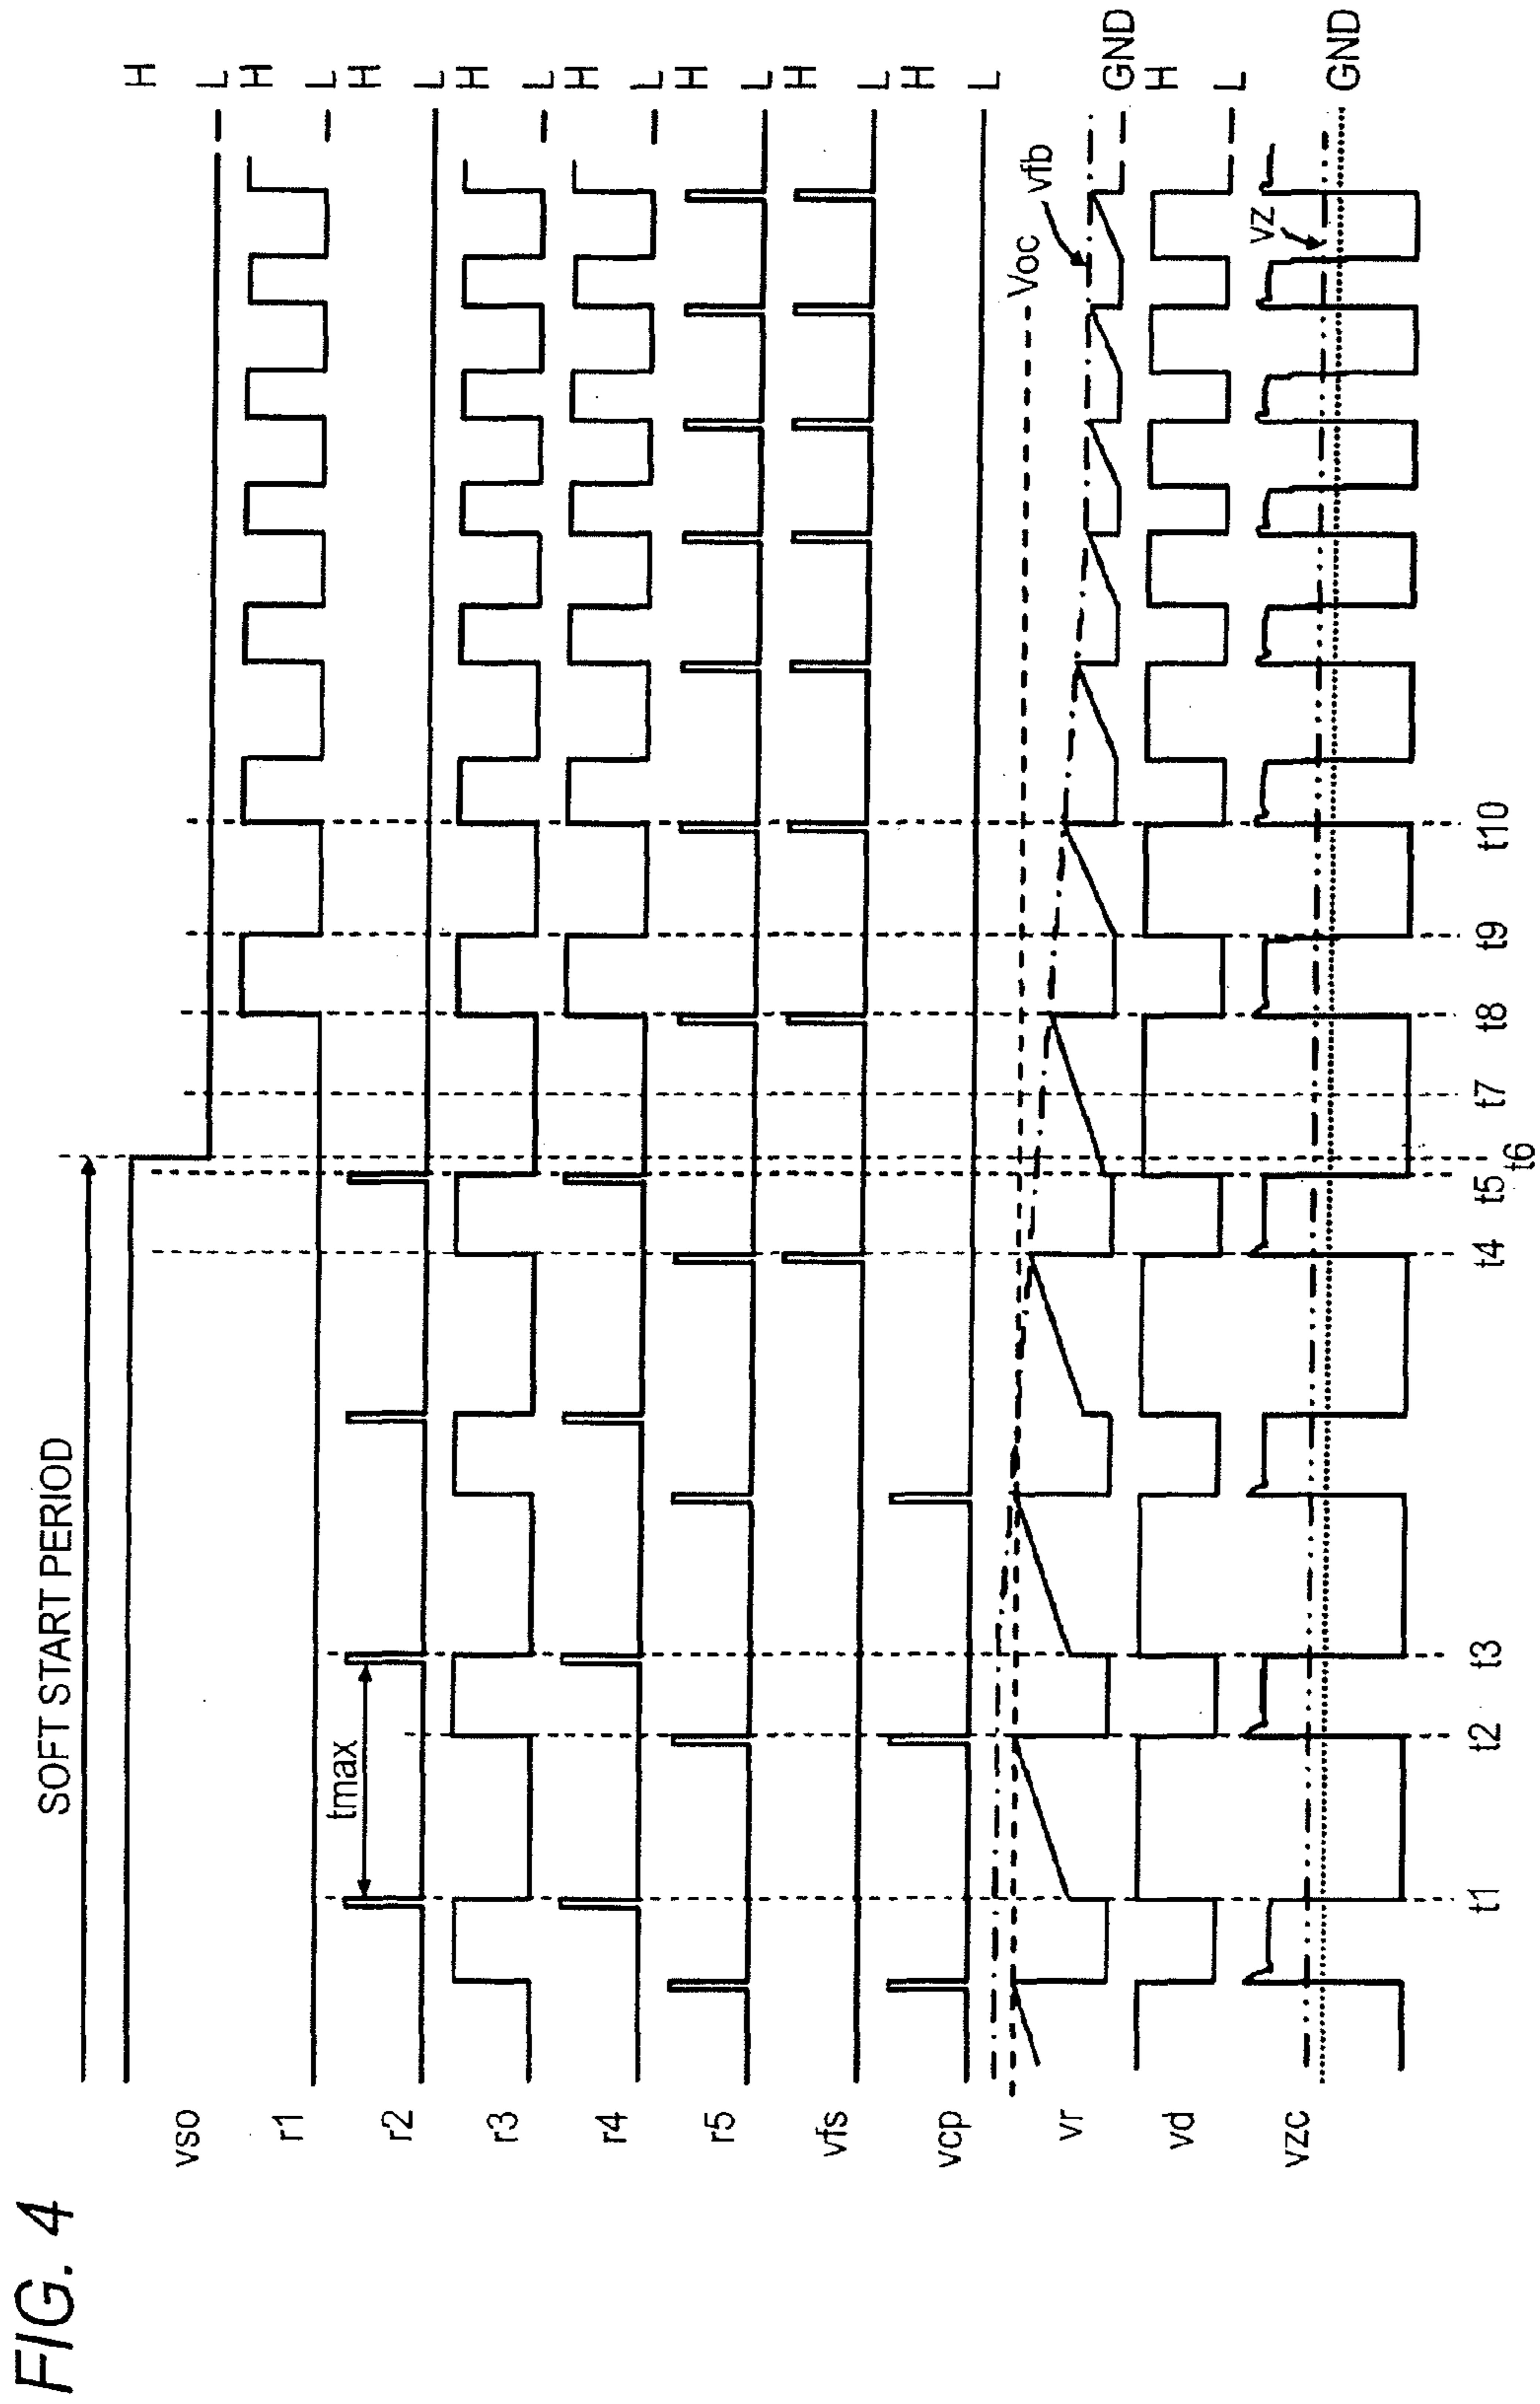 FIG. 4
SOFT START PERIOD
vso
H
L
r1
H
L
r2
H
L
tmax
r3
H
L
r4
H
L
r5
H
L
vfs
H
L
vcp
H
L
vr
Voc
vfb
GND
vd
H
L
vzc
vz
GND
t1
t2
t3
t4
t5
t6
t7
t8
t9
t10